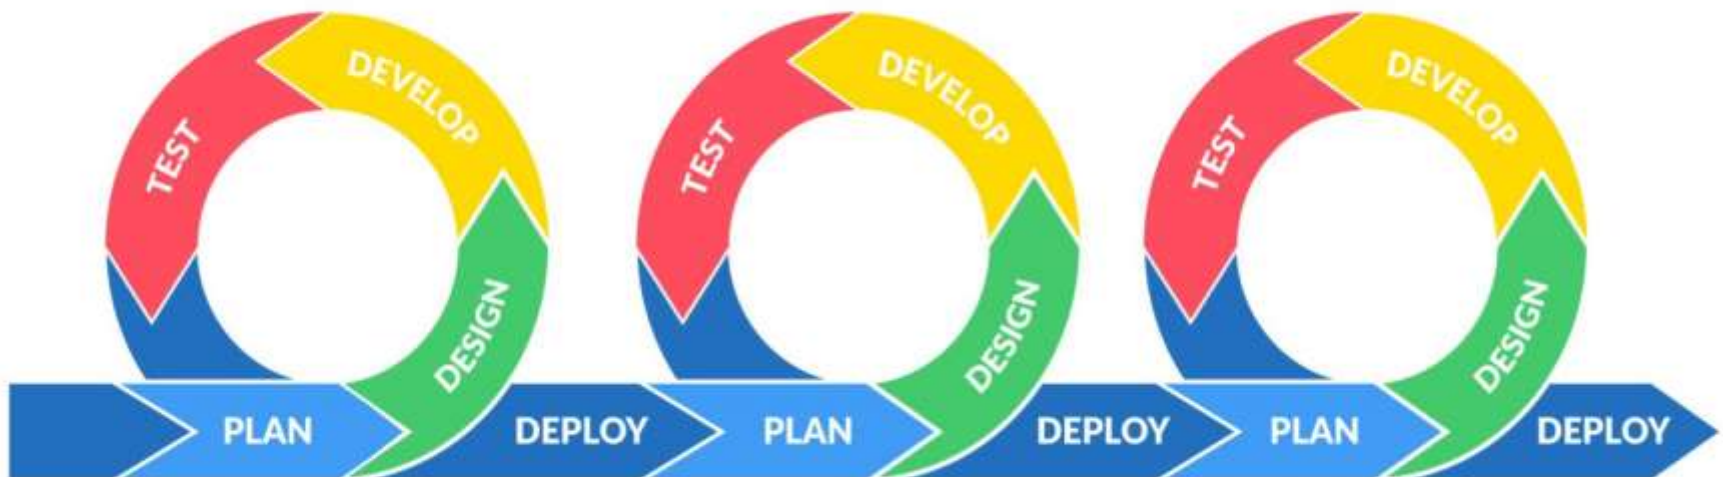 DEVELOP
DEVELOP
DEVELOP
TEST
TEST
TEST
DESIGN
DESIGN
DESIGN
PLAN
DEPLOY
PLAN
DEPLOY
PLAN
DEPLOY